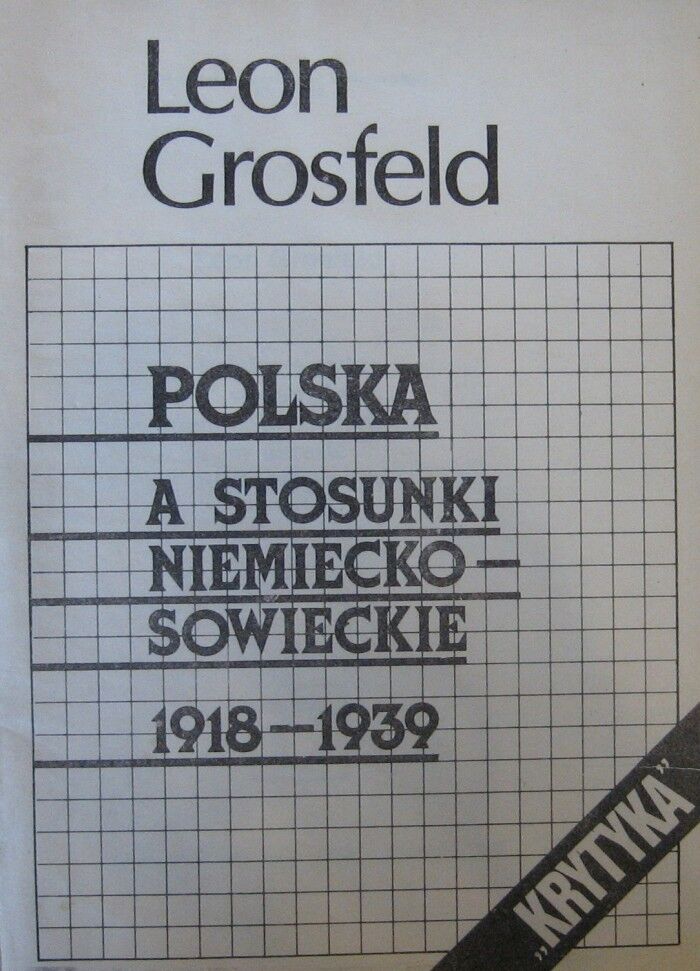 Leon
Grosfeld
POLSKA
A STOSUNKI
NIEMIECKO—
SOWIECKIE
1918—1939
„KRYTYKA”